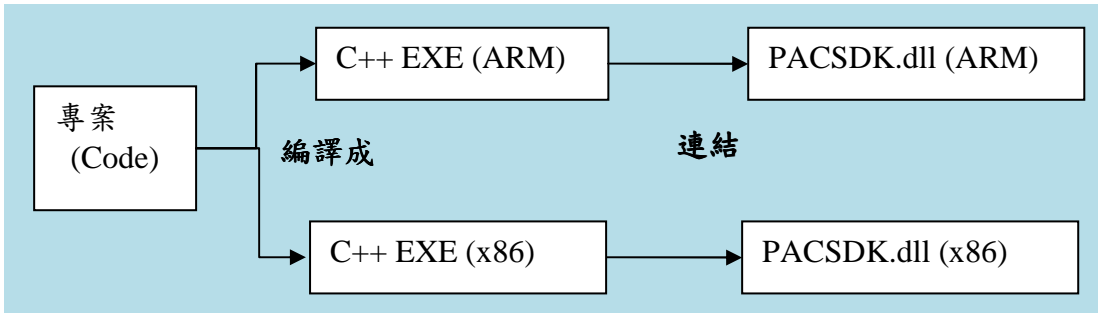 專案
(Code)
編譯成
C++ EXE (ARM)
C++ EXE (x86)
連結
PACSDK.dll (ARM)
PACSDK.dll (x86)